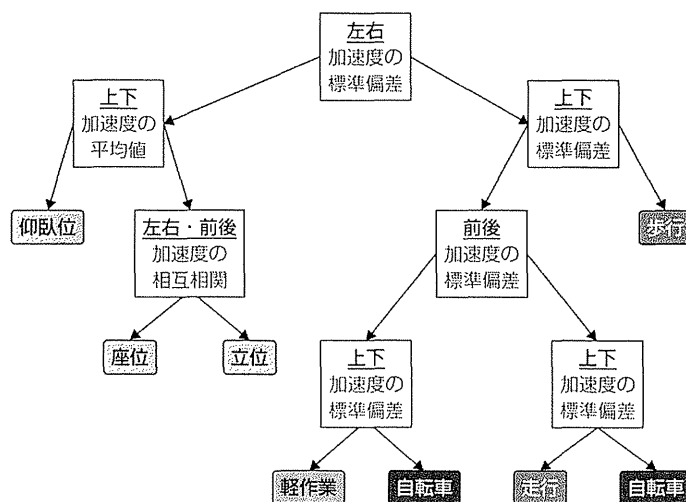 左右
加速度の
標準偏差
上下
加速度の
平均値
上下
加速度の
標準偏差
仰臥位
左右・前後
加速度の
相互相関
前後
加速度の
標準偏差
歩行
座位
立位
上下
加速度の
標準偏差
上下
加速度の
標準偏差
軽作業
自転車
走行
自転車